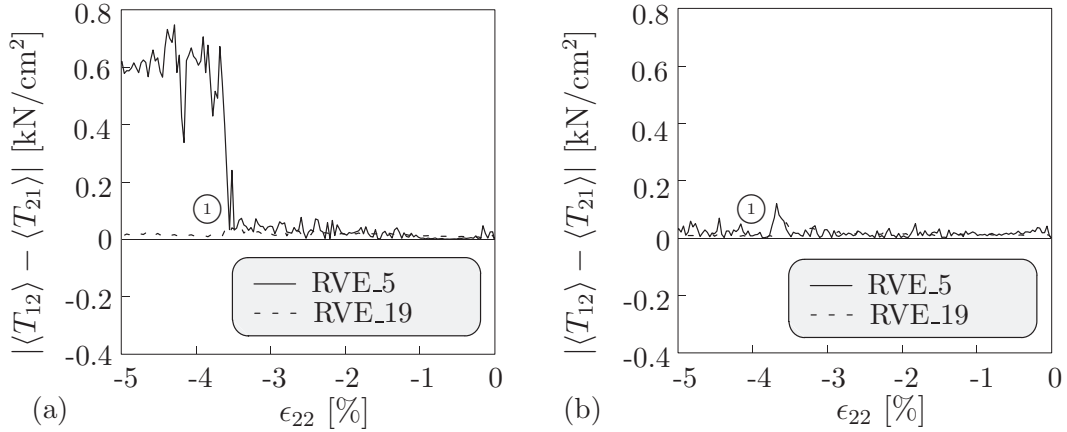 |⟨T12⟩ − ⟨T21⟩| [kN/cm²]
0.8
0.6
0.4
0.2
0
-0.2
-0.4
1
RVE_5
RVE_19
-5 -4 -3 -2 -1 0
(a) ϵ22 [%]
|⟨T12⟩ − ⟨T21⟩| [kN/cm²]
0.8
0.6
0.4
0.2
0
-0.2
-0.4
1
RVE_5
RVE_19
-5 -4 -3 -2 -1 0
(b) ϵ22 [%]